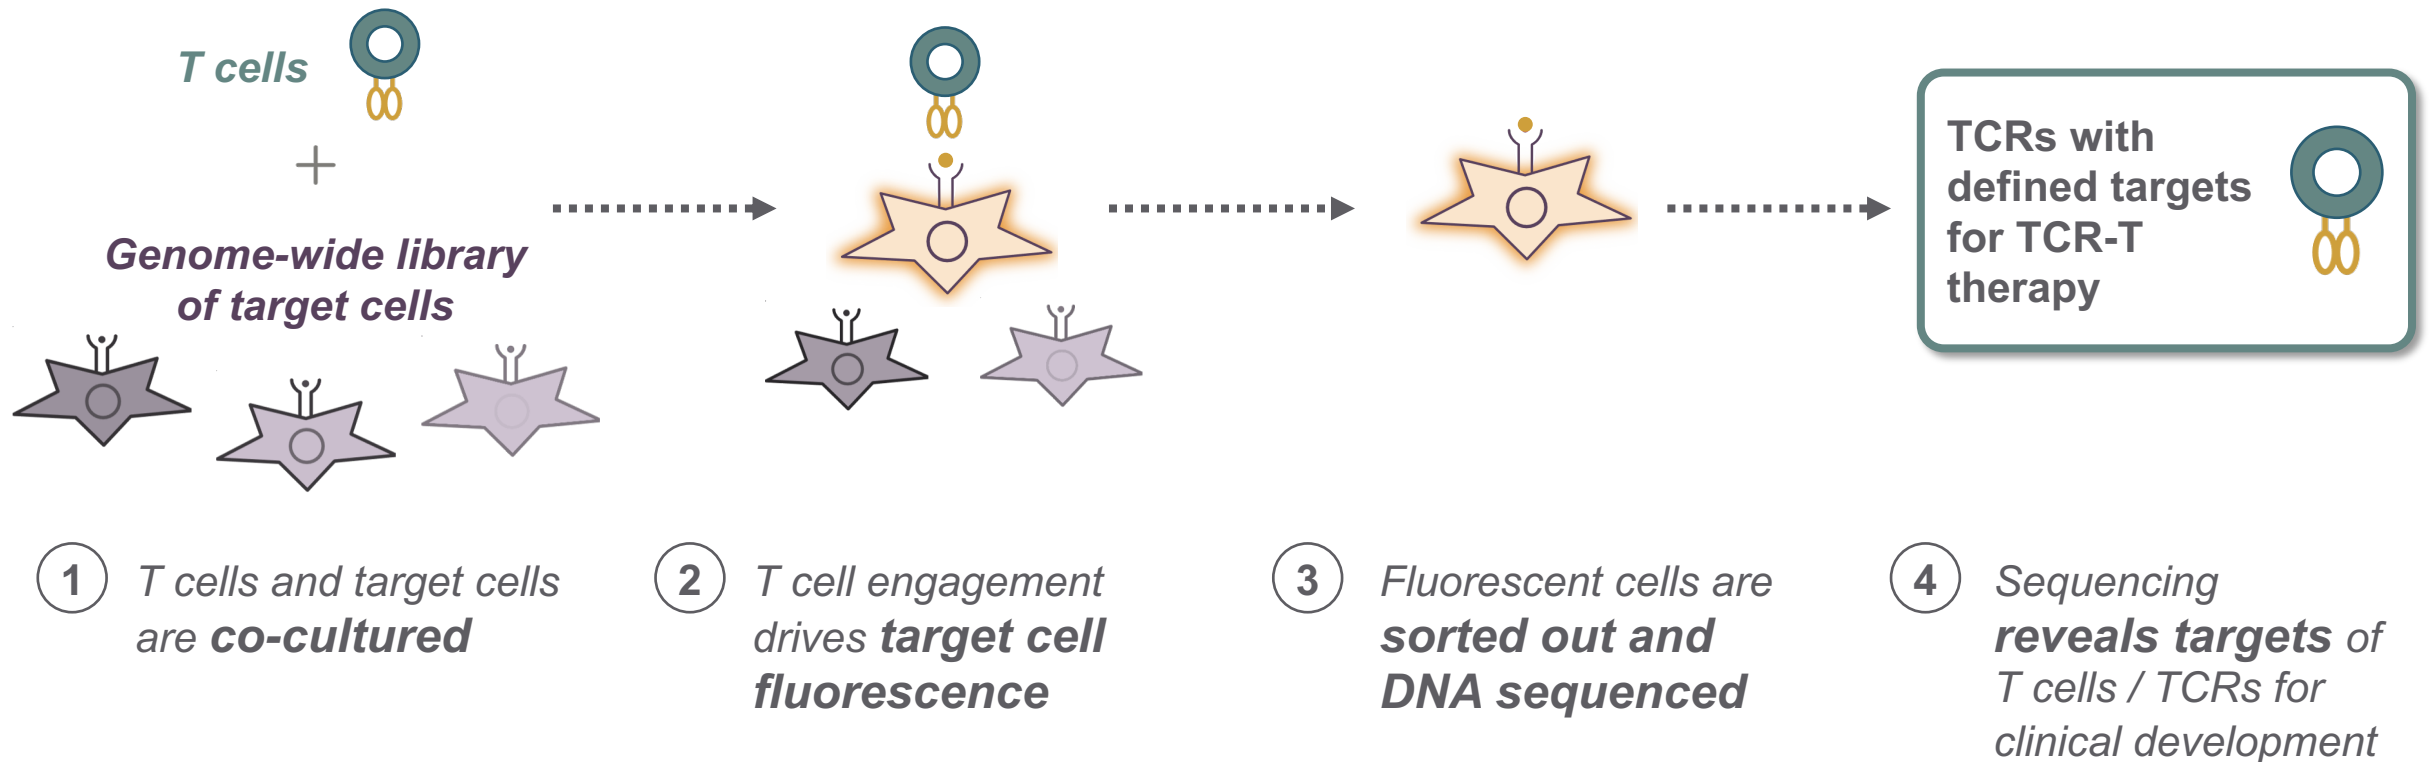 T cells
+
Genome-wide library
of target cells
TCRs with
defined targets
for TCR-T
therapy
1
T cells and target cells
are co-cultured
2
T cell engagement
drives target cell
fluorescence
3
Fluorescent cells are
sorted out and
DNA sequenced
4
Sequencing
reveals targets of
T cells / TCRs for
clinical development